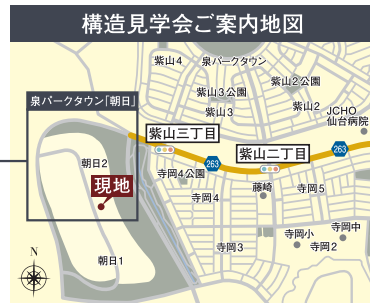 構造見学会ご案内地図
紫山4
泉パークタウン
紫山3公園
紫山2公園
紫山3
紫山2
JCHO
仙台病院
泉パークタウン「朝日」
紫山三丁目
263
紫山二丁目
263
朝日2
寺岡4公園
藤崎
寺岡5
現地
寺岡4
寺岡小
寺岡中
寺岡3
寺岡2
朝日1
N